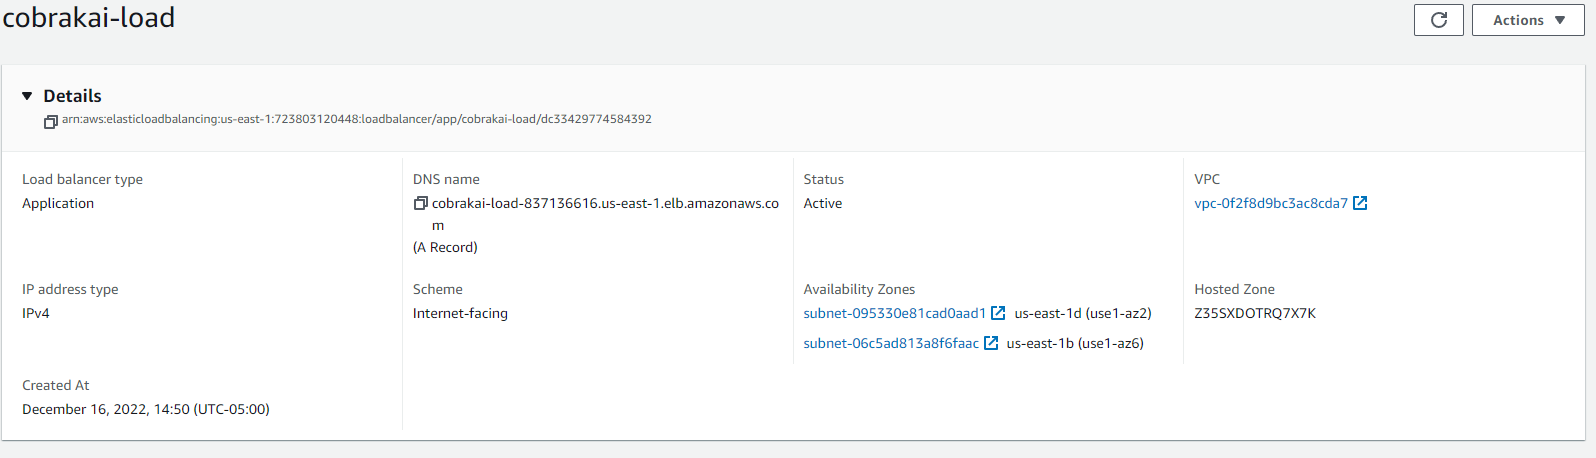 cobrakai-load
Actions
Details
arn:aws:elasticloadbalancing:us-east-1:723803120448:loadbalancer/app/cobrakai-load/dc33429774584392
Load balancer type
Application
DNS name
cobrakai-load-837136616.us-east-1.elb.amazonaws.co
m
(A Record)
Status
Active
VPC
vpc-0f2f8d9bc3ac8cda7
IP address type
IPv4
Scheme
Internet-facing
Availability Zones
subnet-095330e81cad0aad1 us-east-1d (use1-az2)
subnet-06c5ad813a8f6faac us-east-1b (use1-az6)
Hosted Zone
Z35SXDOTRQ7X7K
Created At
December 16, 2022, 14:50 (UTC-05:00)